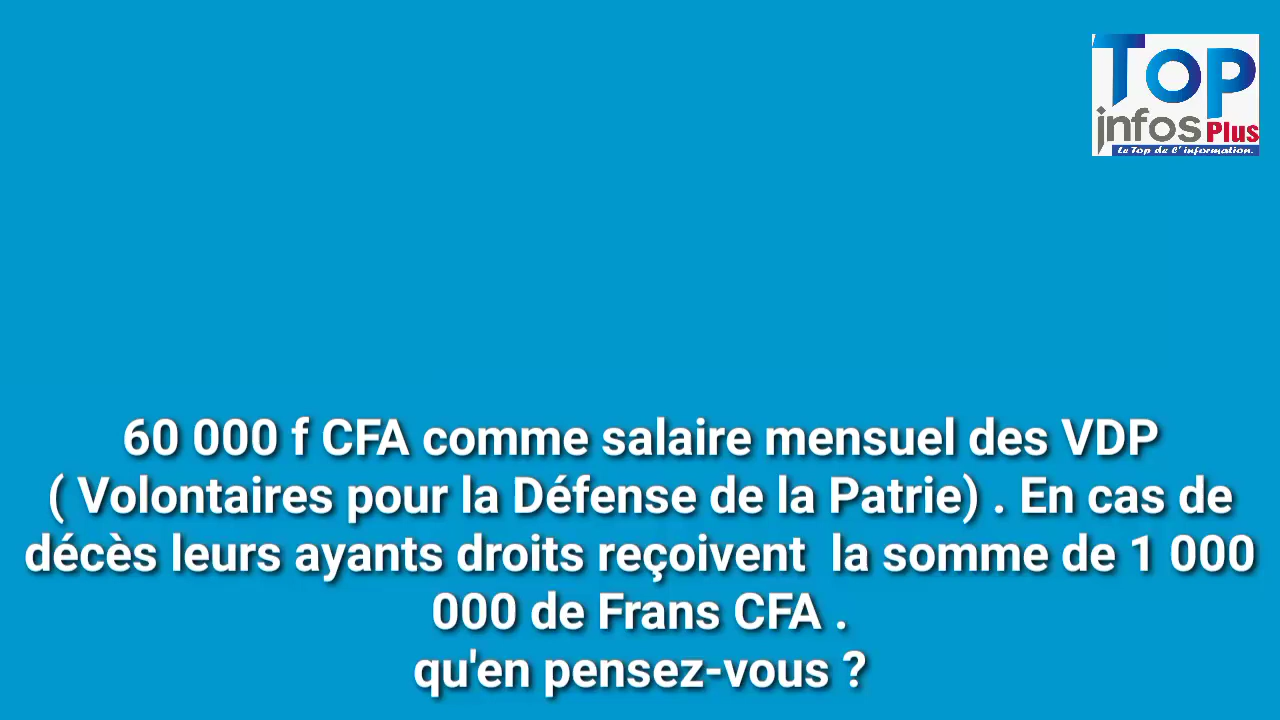 TOP
infos Plus
Le Top de l'information.
60 000 f CFA comme salaire mensuel des VDP
( Volontaires pour la Défense de la Patrie) . En cas de
décès leurs ayants droits reçoivent la somme de 1 000
000 de Frans CFA .
qu'en pensez-vous ?